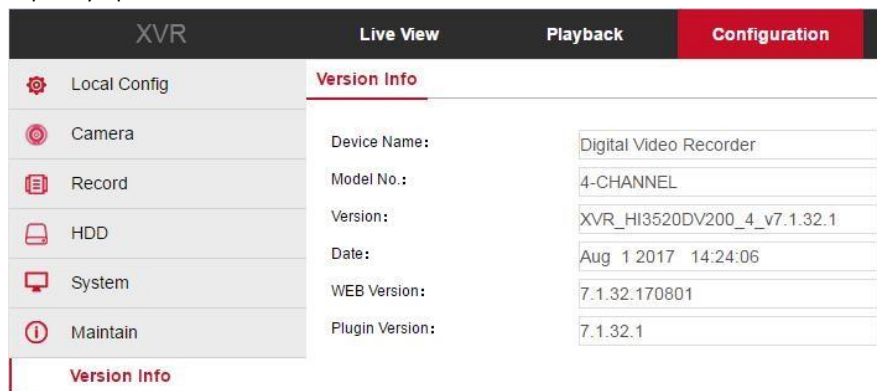 XVR Live View Playback Configuration
Local Config
Camera
Record
HDD
System
Maintain
Version Info
Version Info
Device Name: Digital Video Recorder
Model No.: 4-CHANNEL
Version: XVR_HI3520DV200_4_v7.1.32.1
Date: Aug 1 2017 14:24:06
WEB Version: 7.1.32.170801
Plugin Version: 7.1.32.1